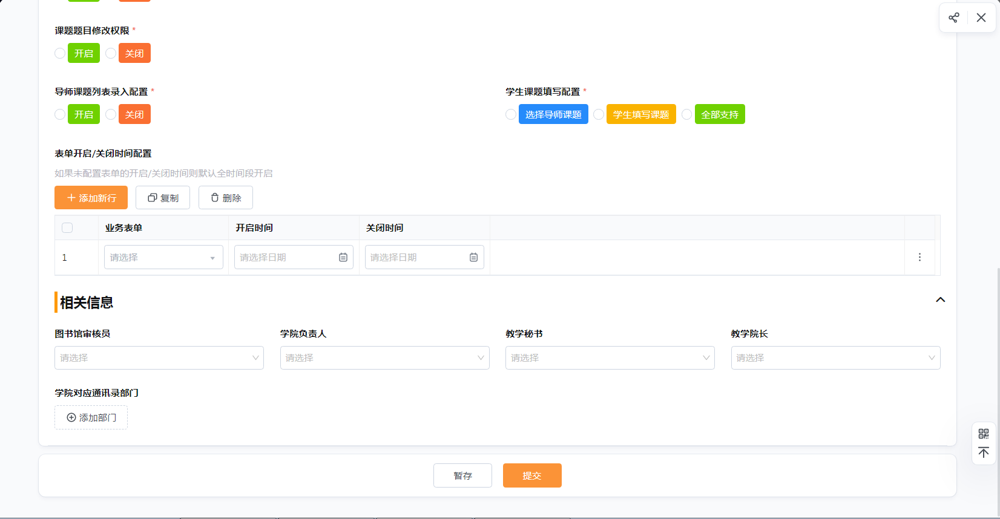 课题题目修改权限 *
开启 关闭
导师课题列表录入配置 * 学生课题填写配置 *
开启 关闭 选择导师课题 学生填写课题 全部支持
表单开启/关闭时间配置
如果未配置表单的开启/关闭时间则默认全时间段开启
添加新行 复制 删除
业务表单 开启时间 关闭时间
1 请选择 请选择日期 请选择日期
相关信息
图书馆审核员 学院负责人 教学秘书 教学院长
请选择 请选择 请选择 请选择
学院对应通讯录部门
添加部门
暂存 提交